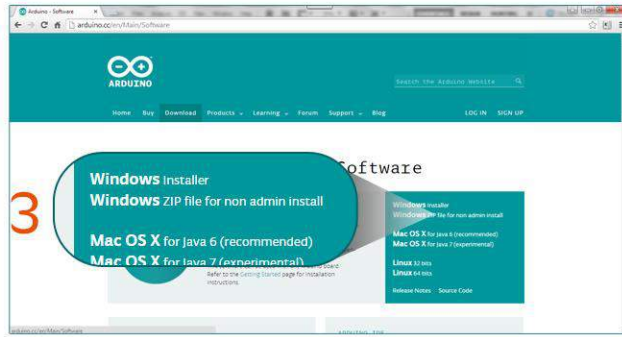 Arduino - Software
arduino.cc/en/Main/Software
ARDUINO
Search the Arduino Website
Home Buy Download Products Learning Forum Support Blog LOG IN SIGN UP
Software
3
Windows Installer
Windows ZIP file for non admin install
Mac OS X for Java 6 (recommended)
Mac OS X for Java 7 (experimental)
Windows Installer
Windows ZIP file for non admin install
Mac OS X for Java 6 (recommended)
Mac OS X for Java 7 (experimental)
Linux 32 bits
Linux 64 bits
Release Notes Source Code
board.
Refer to the Getting Started page for Installation
instructions.
arduino.cc/en/Main/Software
ARDUINO IDE